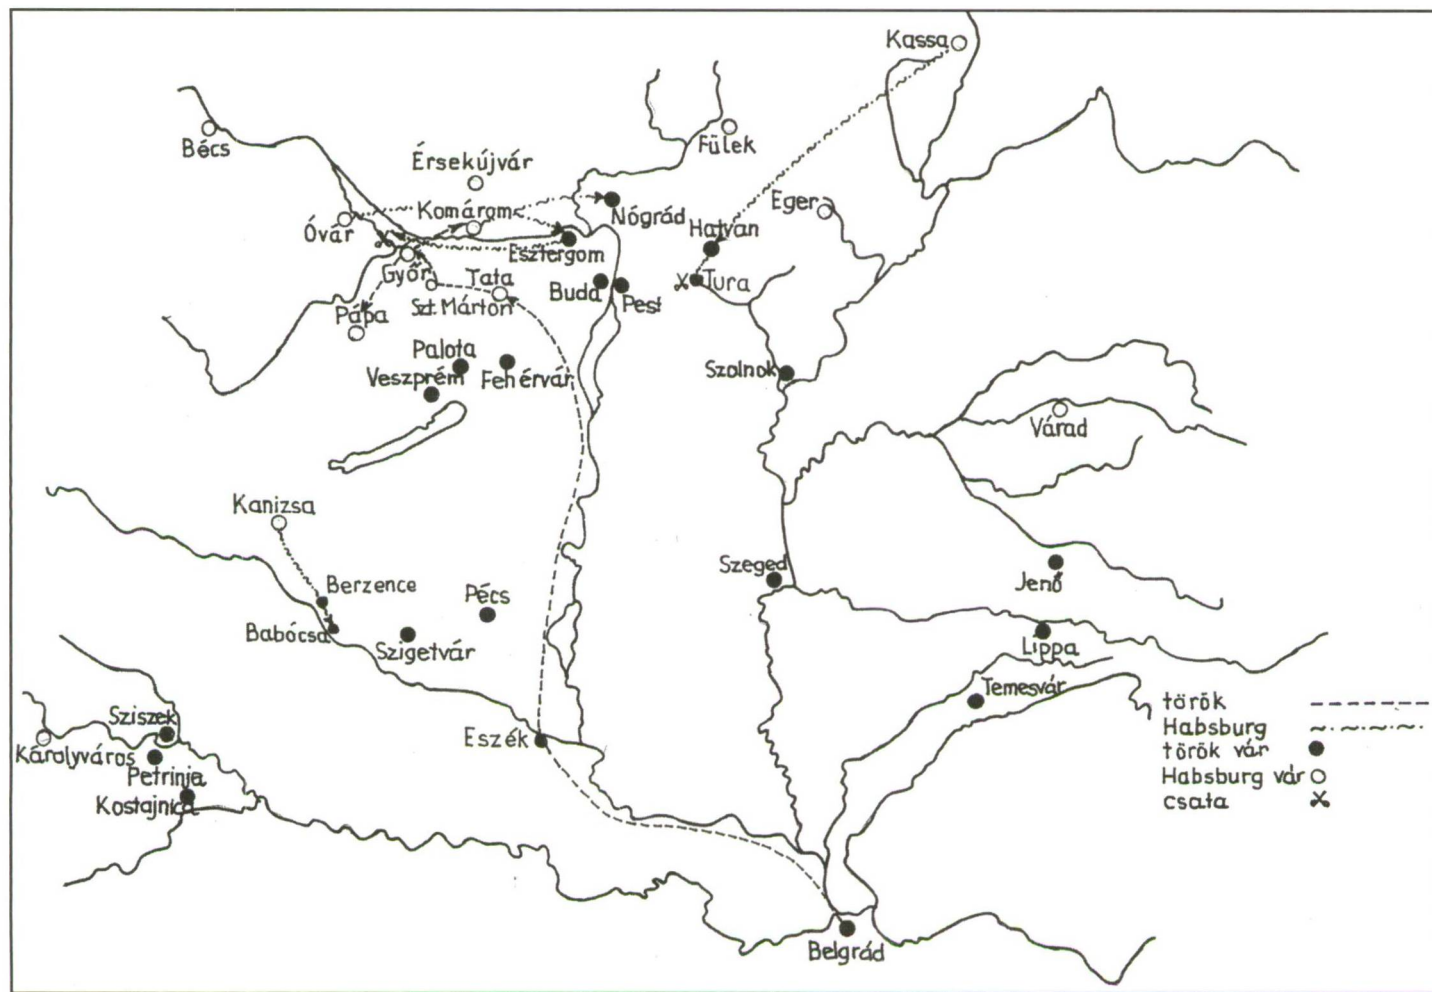 Kassa
Bécs
Érsekújvár
Fülek
Óvár
Komárom
Nógrád
Eger
Hatvan
Esztergom
Győr
Tata
Buda
Pest
Tura
Szt. Márton
Pápa
Palota
Veszprém
Fehérvár
Szolnok
Várad
Kanizsa
Berzence
Pécs
Szeged
Jenő
Babócsa
Szigetvár
Lippa
Temesvár
Sziszek
Károlyváros
Petrinja
Kostajnica
Eszék
Belgrád
török
Habsburg
török vár
Habsburg vár
csata